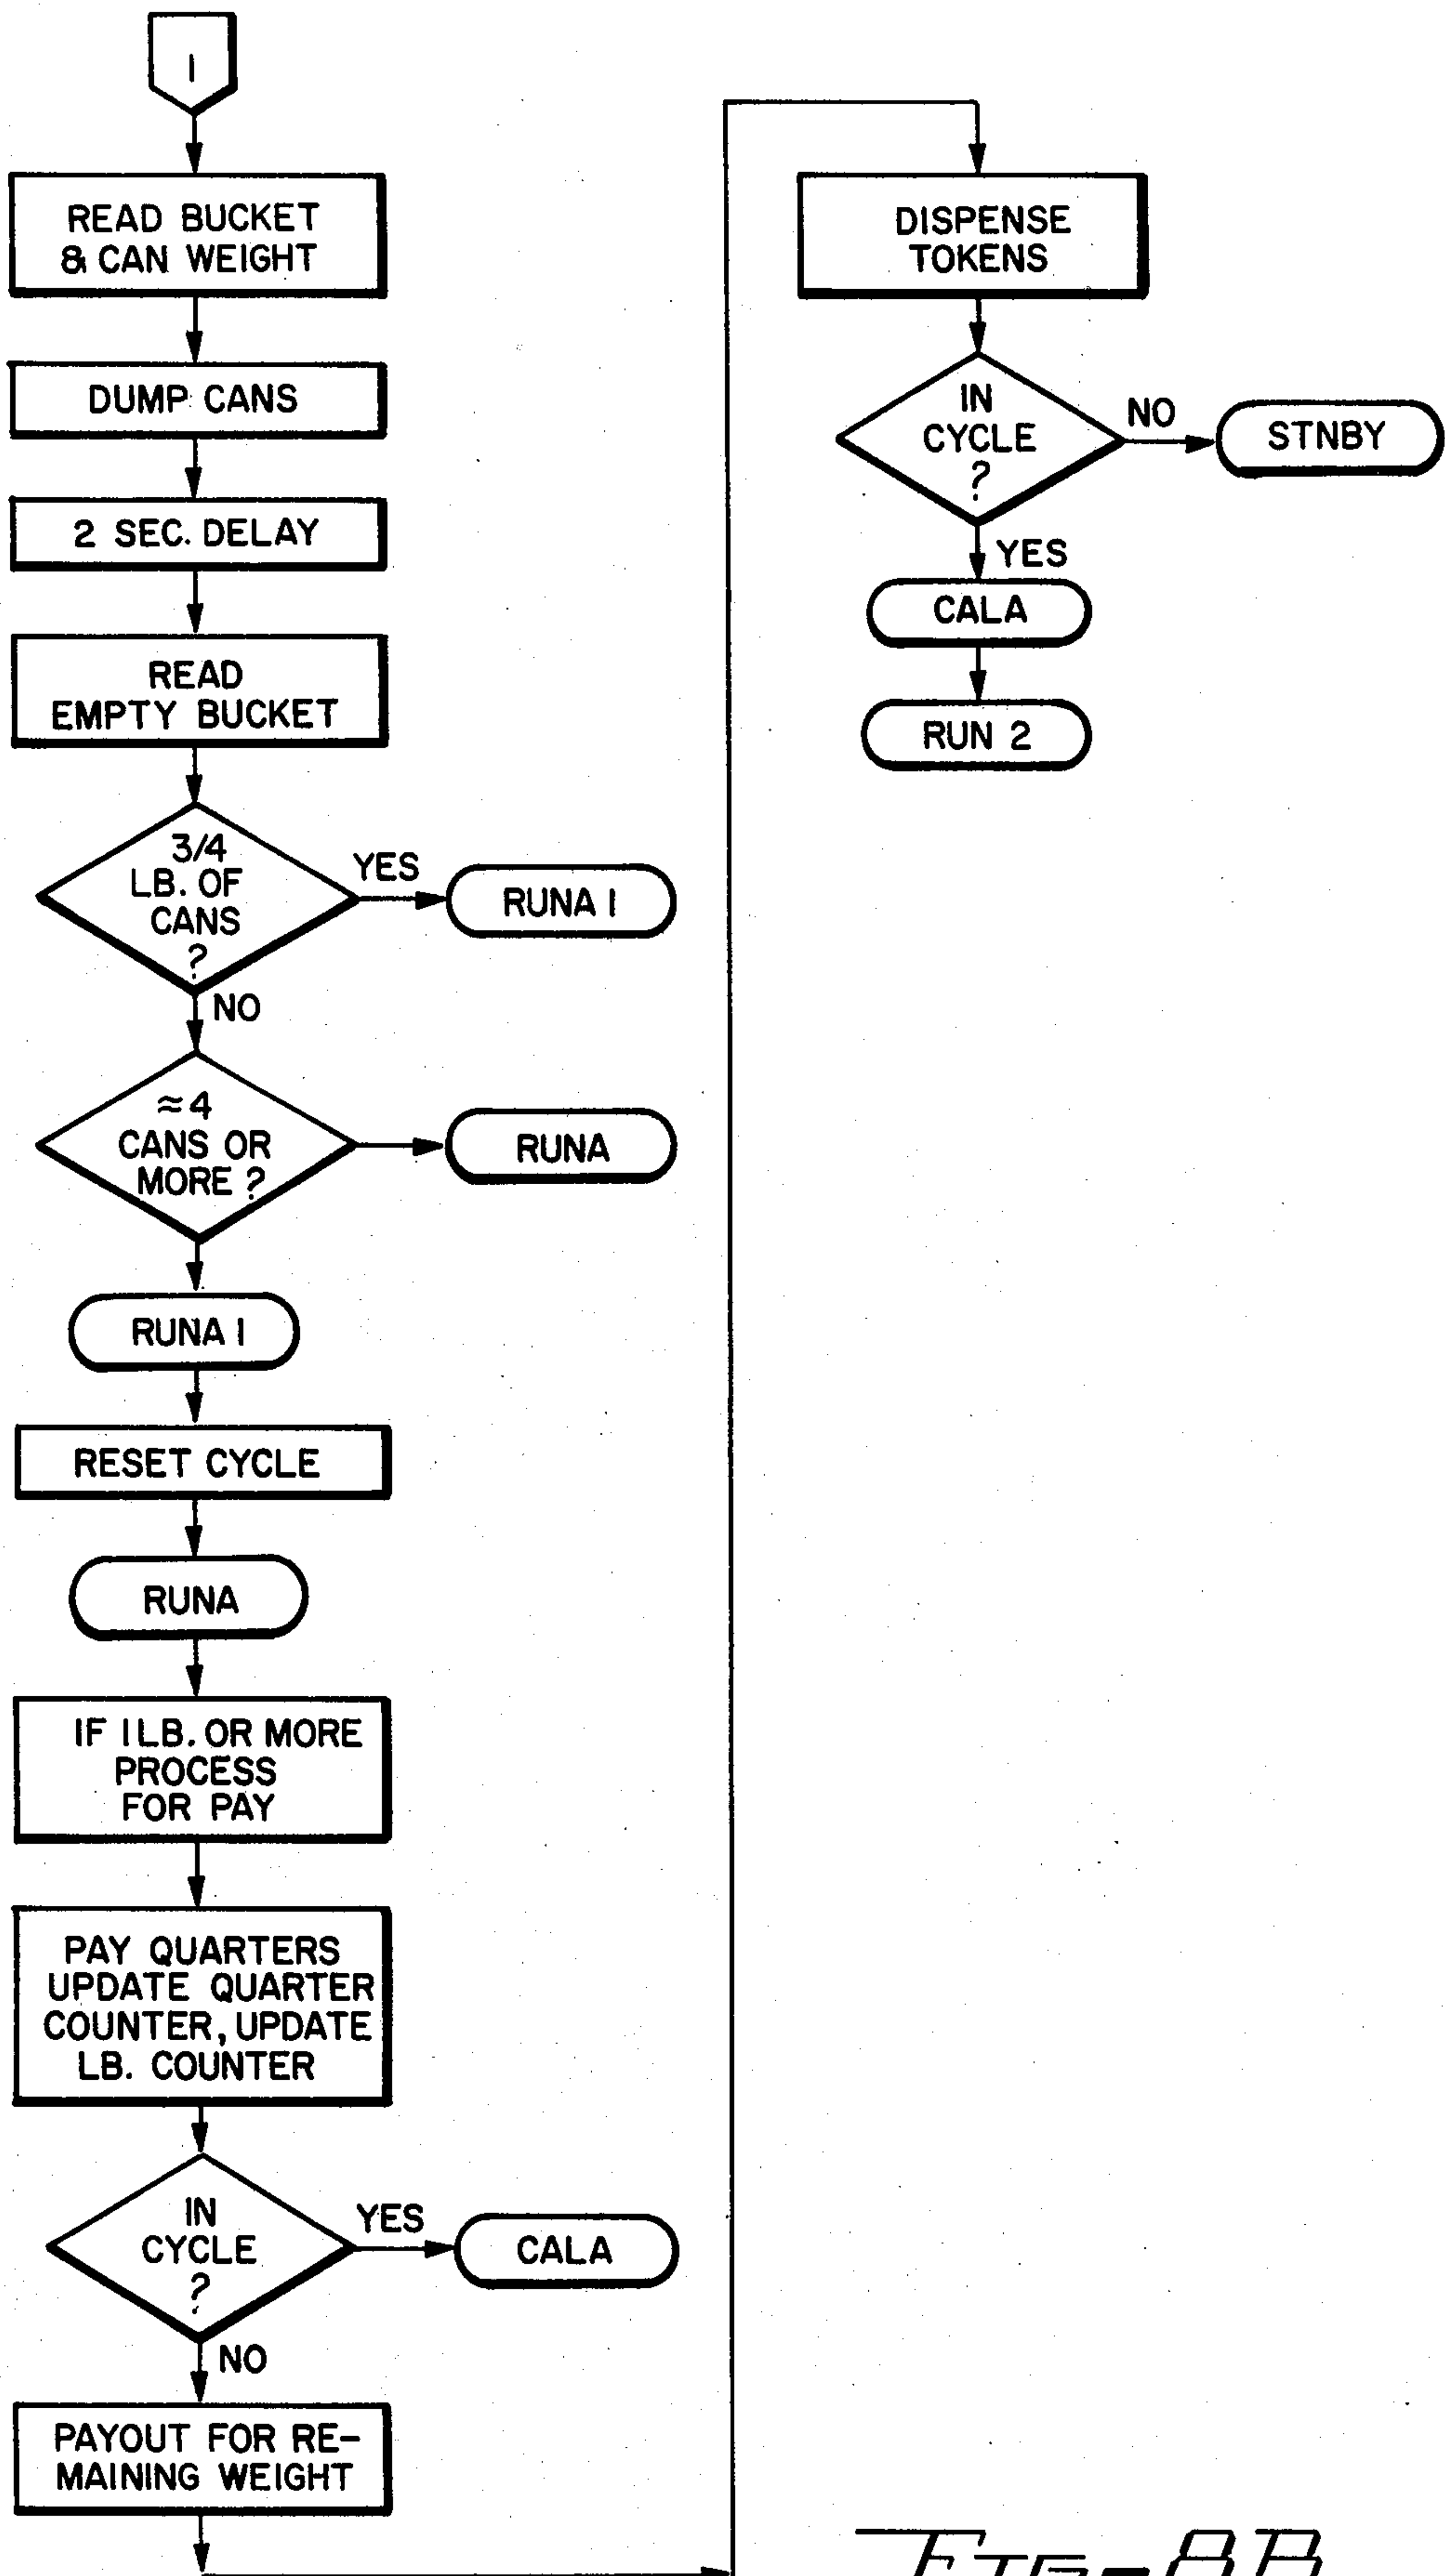 1
READ BUCKET
& CAN WEIGHT
DUMP CANS
2 SEC. DELAY
READ
EMPTY BUCKET
3/4
LB. OF
CANS
?
YES
RUNA 1
NO
≈4
CANS OR
MORE ?
RUNA
RUNA 1
RESET CYCLE
RUNA
IF 1 LB. OR MORE
PROCESS
FOR PAY
PAY QUARTERS
UPDATE QUARTER
COUNTER, UPDATE
LB. COUNTER
IN
CYCLE
?
YES
CALA
NO
PAYOUT FOR RE-
MAINING WEIGHT
DISPENSE
TOKENS
IN
CYCLE
?
NO
STNBY
YES
CALA
RUN 2
FIG-8B